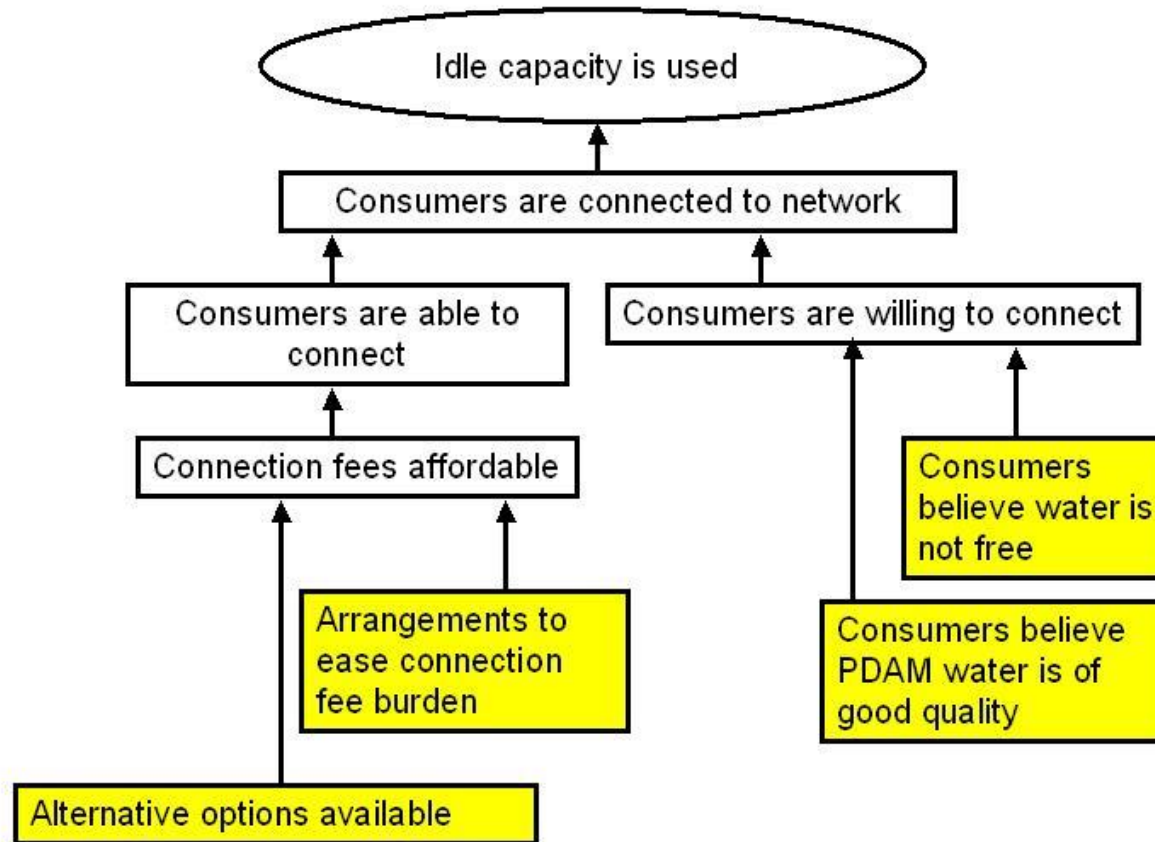 Idle capacity is used
Consumers are connected to network
Consumers are able to
connect
Consumers are willing to connect
Connection fees affordable
Consumers
believe water is
not free
Arrangements to
ease connection
fee burden
Consumers believe
PDAM water is of
good quality
Alternative options available